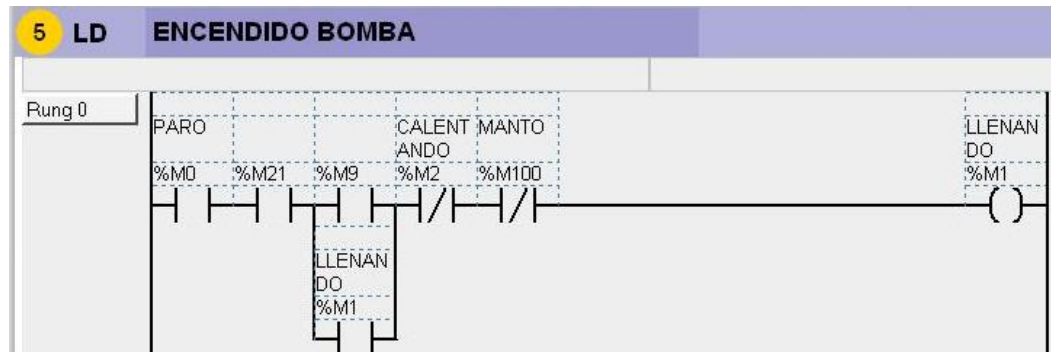 5 LD ENCENDIDO BOMBA
Rung 0
PARO CALENT MANTO LLENAN
ANDO DO
%M0 %M21 %M9 %M2 %M100 %M1
LLENAN
DO
%M1